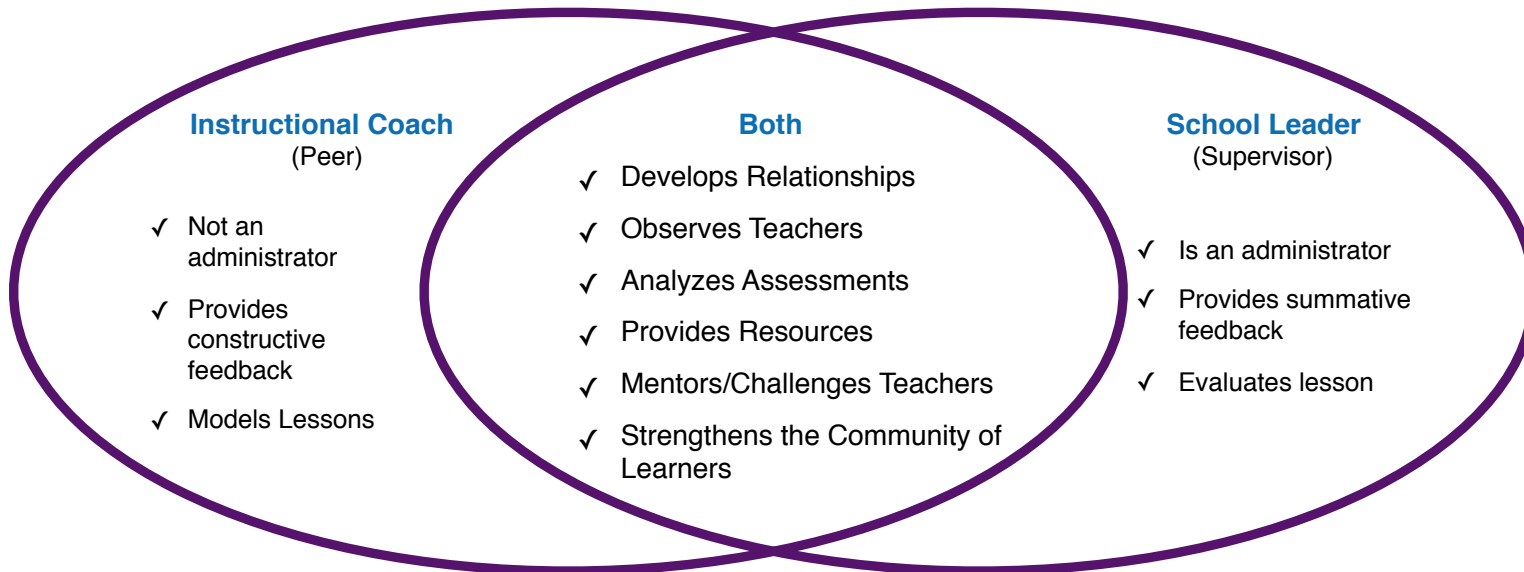 Instructional Coach
(Peer)
✓ Not an
administrator
✓ Provides
constructive
feedback
✓ Models Lessons
Both
✓ Develops Relationships
✓ Observes Teachers
✓ Analyzes Assessments
✓ Provides Resources
✓ Mentors/Challenges Teachers
✓ Strengthens the Community of
Learners
School Leader
(Supervisor)
✓ Is an administrator
✓ Provides summative
feedback
✓ Evaluates lesson